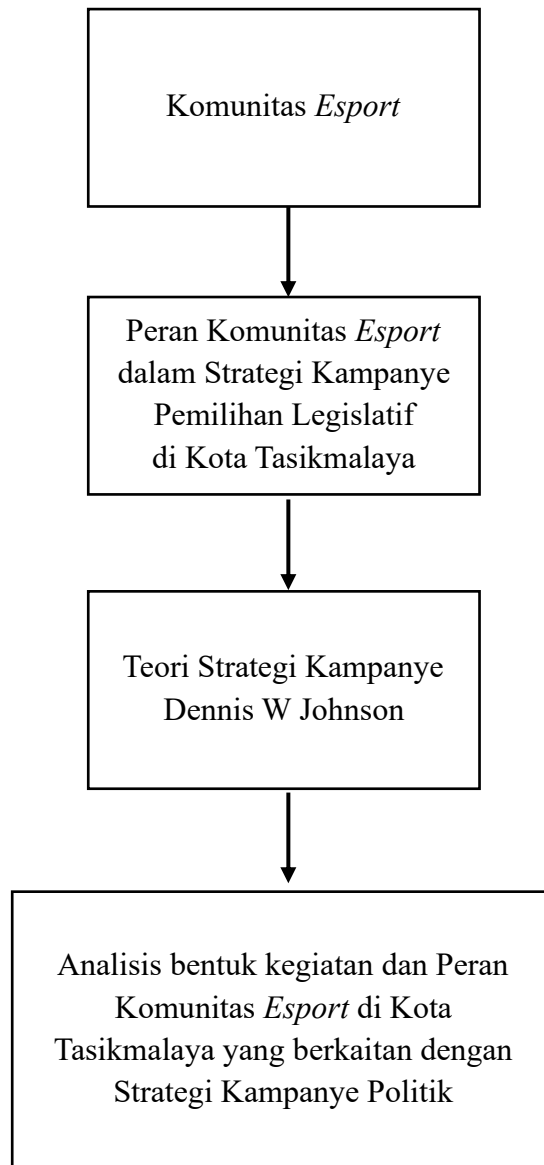 Komunitas Esport
Peran Komunitas Esport
dalam Strategi Kampanye
Pemilihan Legislatif
di Kota Tasikmalaya
Teori Strategi Kampanye
Dennis W Johnson
Analisis bentuk kegiatan dan Peran
Komunitas Esport di Kota
Tasikmalaya yang berkaitan dengan
Strategi Kampanye Politik